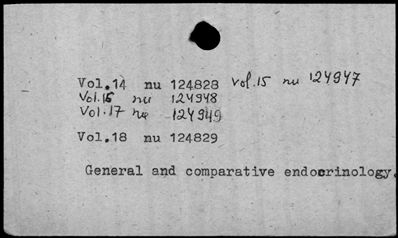 Vol.14 nu 124828 Vol.15 nu 124947
Vol.16 nu 124948
Vol.17 nu 124949
Vol.18 nu 124829
General and comparative endocrinology.